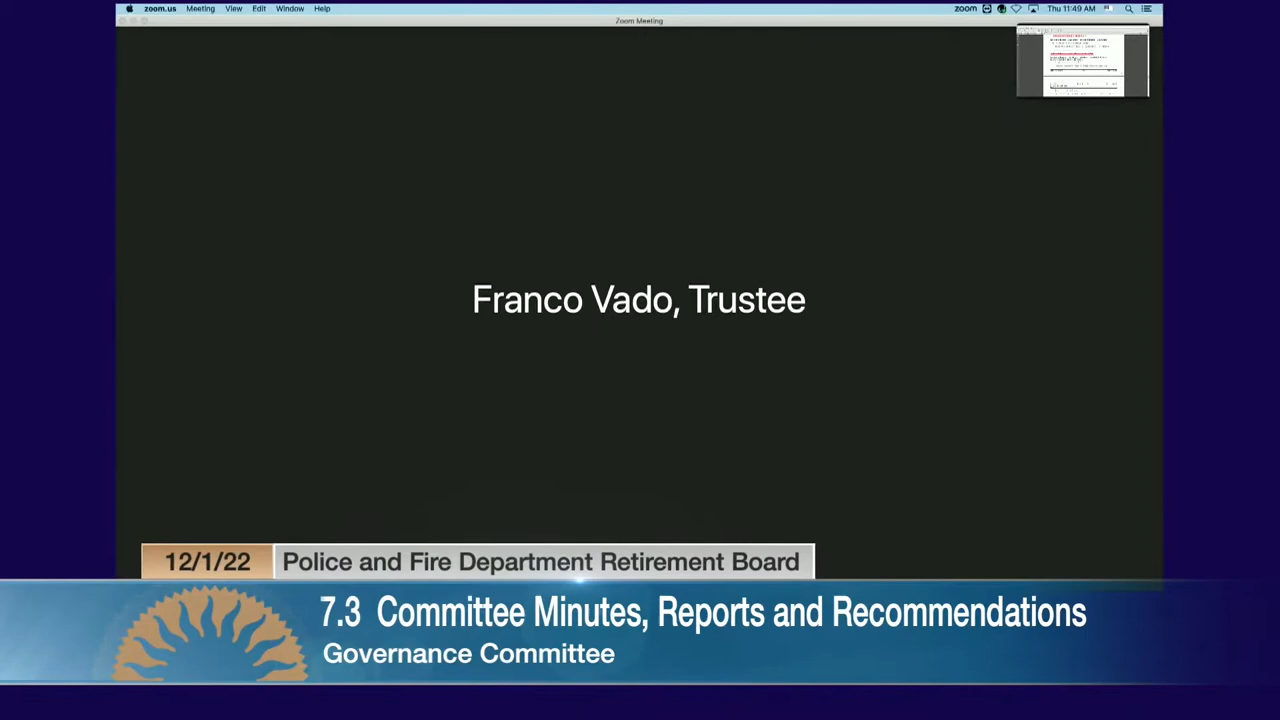 zoom.us Meeting View Edit Window Help zoom Thu 11:49 AM
Zoom Meeting
Franco Vado, Trustee
12/1/22 Police and Fire Department Retirement Board
7.3 Committee Minutes, Reports and Recommendations
Governance Committee